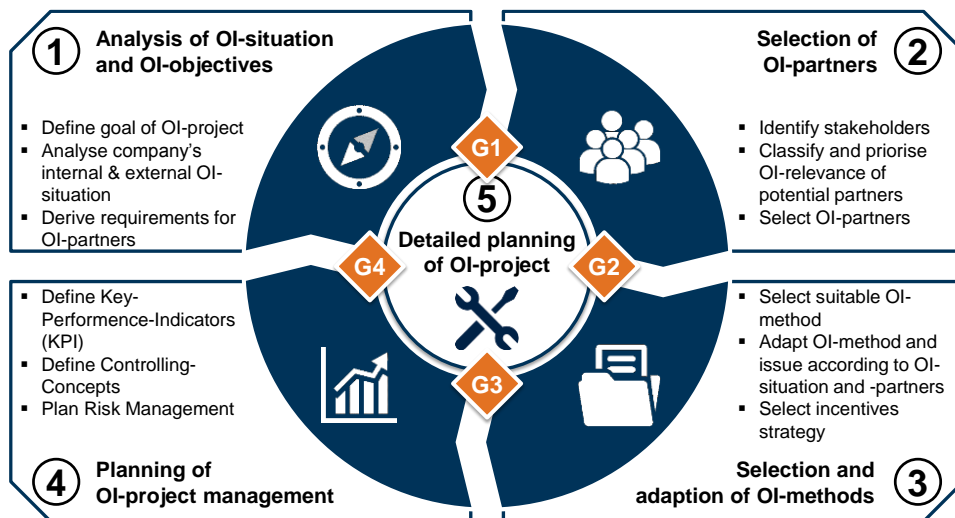 1
Analysis of OI-situation
and OI-objectives
▪ Define goal of OI-project
▪ Analyse company's
internal & external OI-
situation
▪ Derive requirements for
OI-partners
Selection of
OI-partners
2
▪ Identify stakeholders
▪ Classify and priorise
OI-relevance of
potential partners
▪ Select OI-partners
G1
5
Detailed planning
of OI-project
G4
G2
G3
▪ Select suitable OI-
method
▪ Adapt OI-method and
issue according to OI-
situation and -partners
▪ Select incentives
strategy
Selection and
adaption of OI-methods
3
▪ Define Key-
Performence-Indicators
(KPI)
▪ Define Controlling-
Concepts
▪ Plan Risk Management
4
Planning of
OI-project management